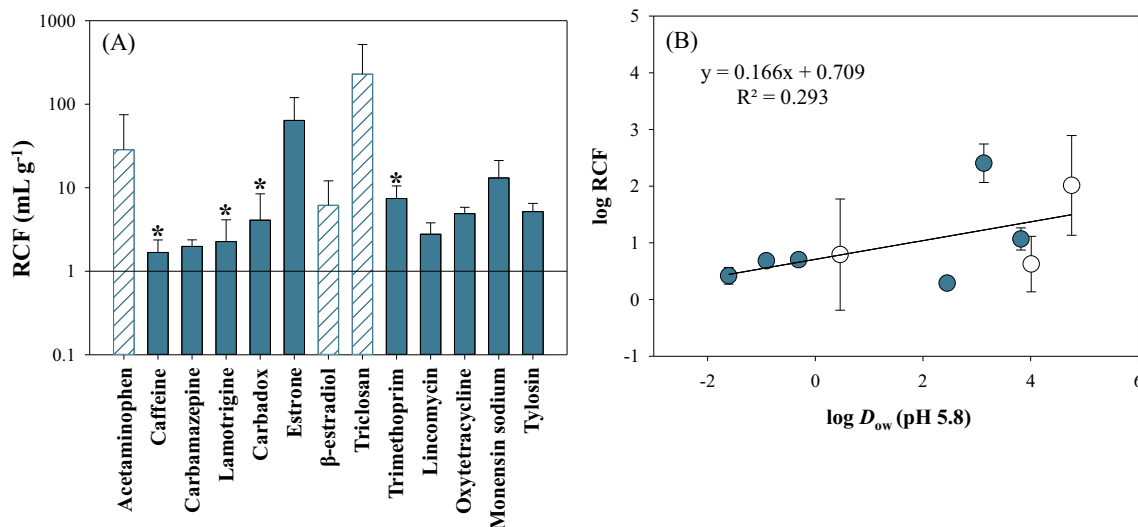 (A)
RCF (mL g⁻¹)
1000
100
10
1
0.1
*
*
*
*
Acetaminophen
Caffeine
Carbamazepine
Lamotrigine
Carbadox
Estrone
β-estradiol
Triclosan
Trimethoprim
Lincomycin
Oxytetracycline
Monensin sodium
Tylosin
(B)
y = 0.166x + 0.709
R² = 0.293
log RCF
5
4
3
2
1
0
-1
-2
0
2
4
6
log Dow (pH 5.8)